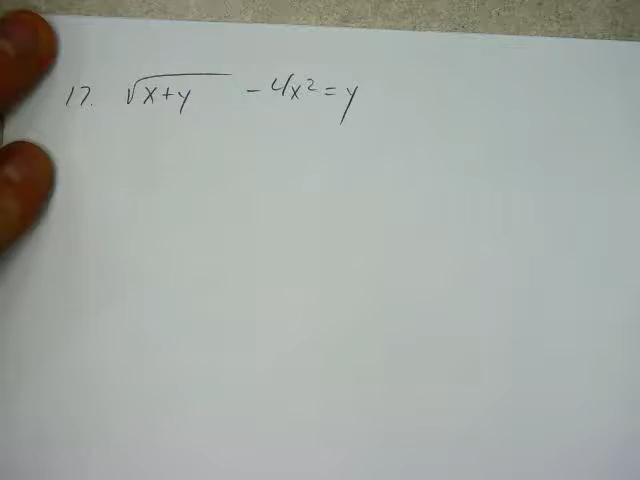 17. √x+y - 4x² = y